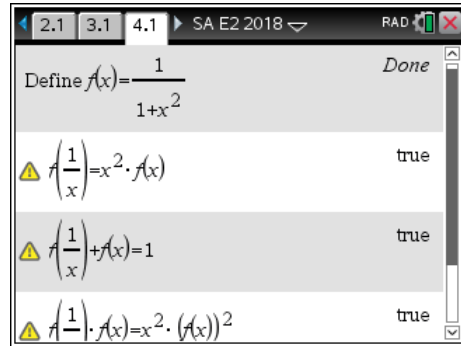 2.1 3.1 4.1 SA E2 2018 RAD
Define f(x)=1/(1+x^2) Done
f(1/x)=x^2·f(x) true
f(1/x)+f(x)=1 true
f(1/x)·f(x)=x^2·(f(x))^2 true